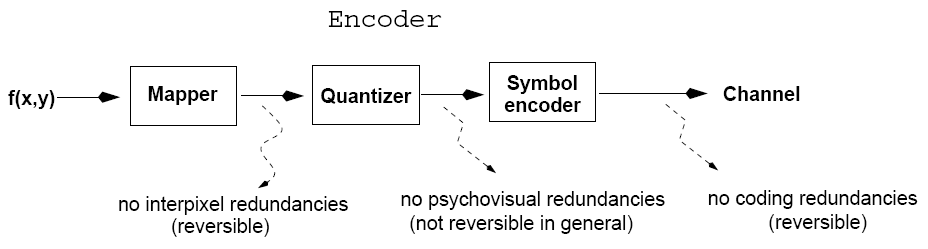 Encoder
f(x,y)
Mapper
Quantizer
Symbol
encoder
Channel
no interpixel redundancies
(reversible)
no psychovisual redundancies
(not reversible in general)
no coding redundancies
(reversible)